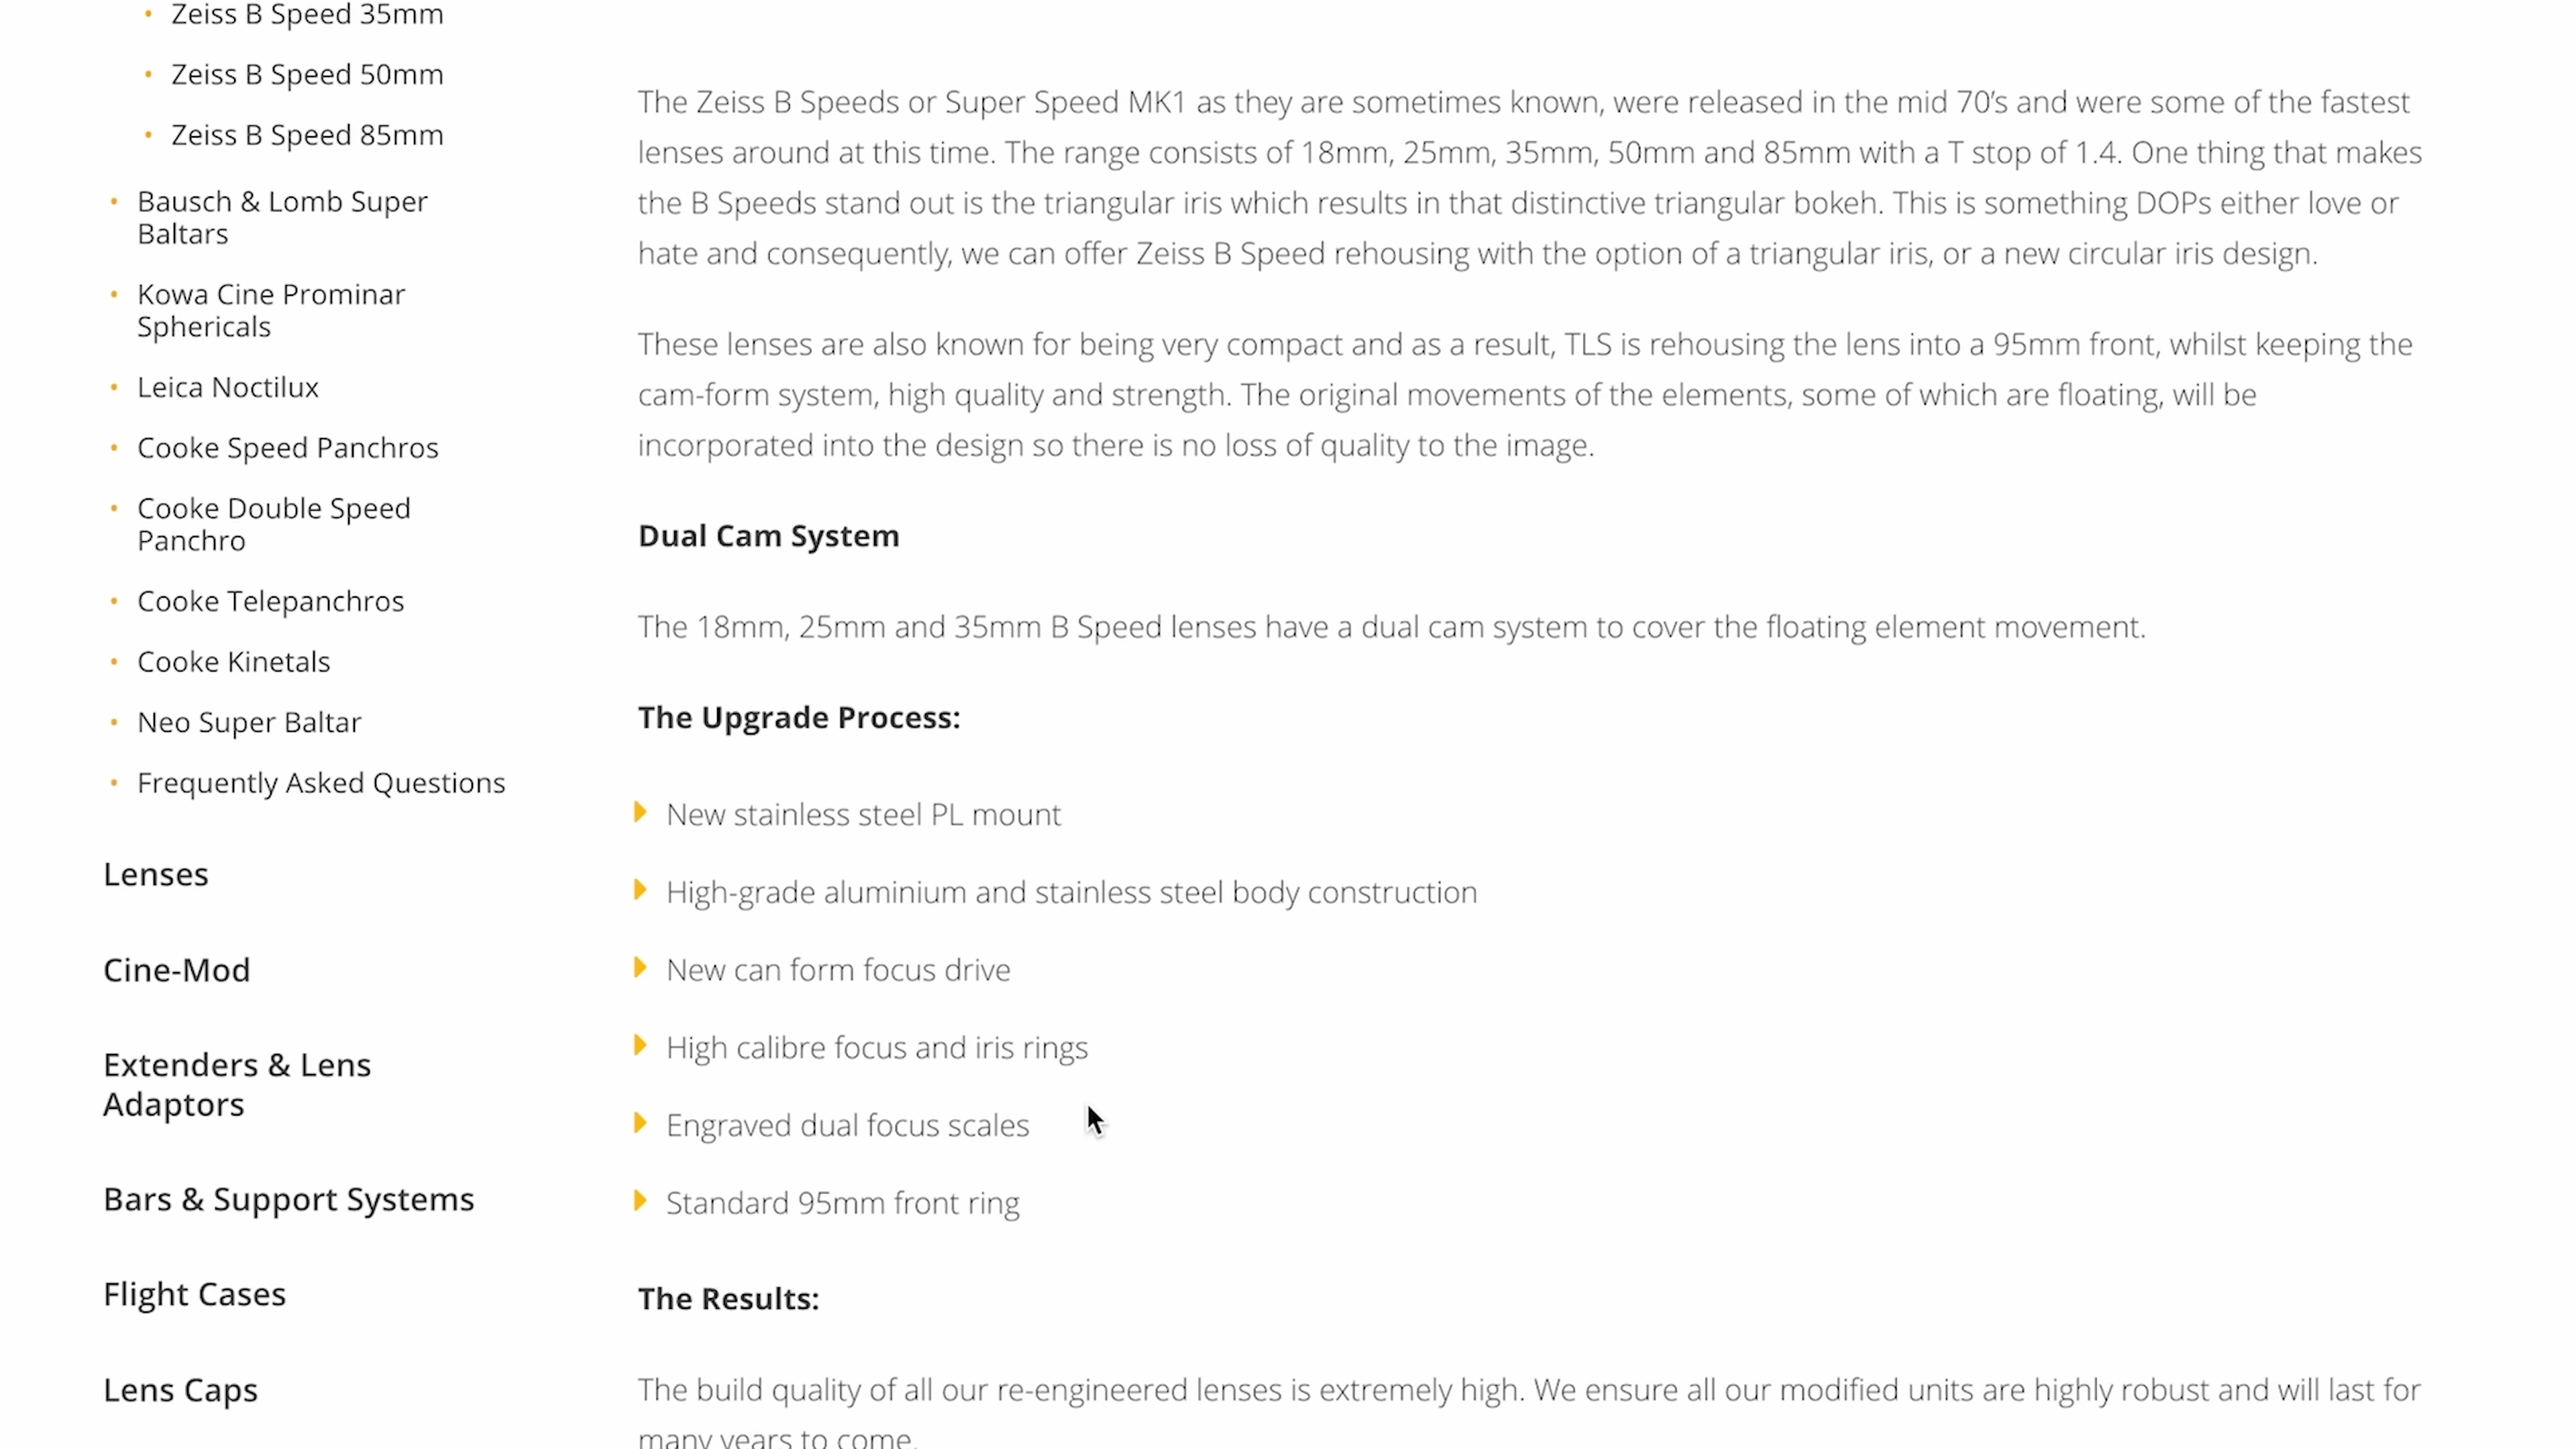 Zeiss B Speed 35mm
Zeiss B Speed 50mm
Zeiss B Speed 85mm
Bausch & Lomb Super
Baltars
Kowa Cine Prominar
Sphericals
Leica Noctilux
Cooke Speed Panchros
Cooke Double Speed
Panchro
Cooke Telepanchros
Cooke Kinetals
Neo Super Baltar
Frequently Asked Questions
Lenses
Cine-Mod
Extenders & Lens
Adaptors
Bars & Support Systems
Flight Cases
Lens Caps
The Zeiss B Speeds or Super Speed MK1 as they are sometimes known, were released in the mid 70’s and were some of the fastest
lenses around at this time. The range consists of 18mm, 25mm, 35mm, 50mm and 85mm with a T stop of 1.4. One thing that makes
the B Speeds stand out is the triangular iris which results in that distinctive triangular bokeh. This is something DOPs either love or
hate and consequently, we can offer Zeiss B Speed rehousing with the option of a triangular iris, or a new circular iris design.
These lenses are also known for being very compact and as a result, TLS is rehousing the lens into a 95mm front, whilst keeping the
cam-form system, high quality and strength. The original movements of the elements, some of which are floating, will be
incorporated into the design so there is no loss of quality to the image.
Dual Cam System
The 18mm, 25mm and 35mm B Speed lenses have a dual cam system to cover the floating element movement.
The Upgrade Process:
New stainless steel PL mount
High-grade aluminium and stainless steel body construction
New can form focus drive
High calibre focus and iris rings
Engraved dual focus scales
Standard 95mm front ring
The Results:
The build quality of all our re-engineered lenses is extremely high. We ensure all our modified units are highly robust and will last for
many years to come.